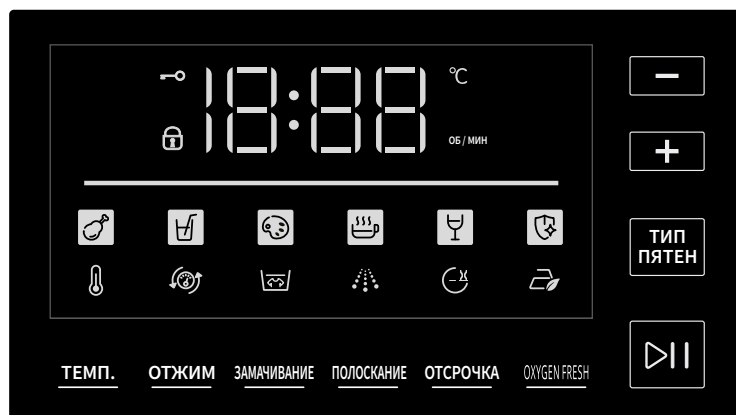 18:88
°C
ОБ / МИН
ТИП
ПЯТЕН
ТЕМП.
ОТЖИМ
ЗАМАЧИВАНИЕ
ПОЛОСКАНИЕ
ОТСРОЧКА
OXYGEN FRESH